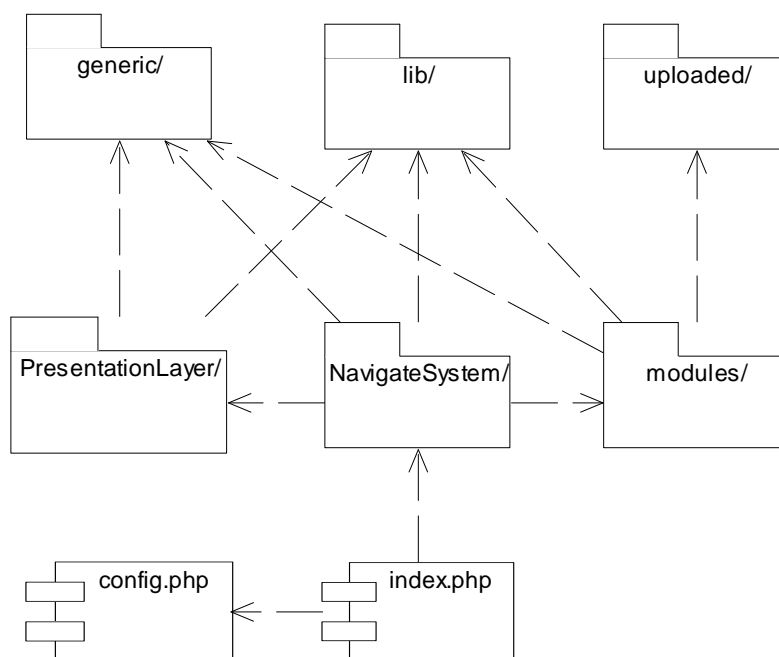 generic/
lib/
uploaded/
PresentationLayer/
NavigateSystem/
modules/
config.php
index.php